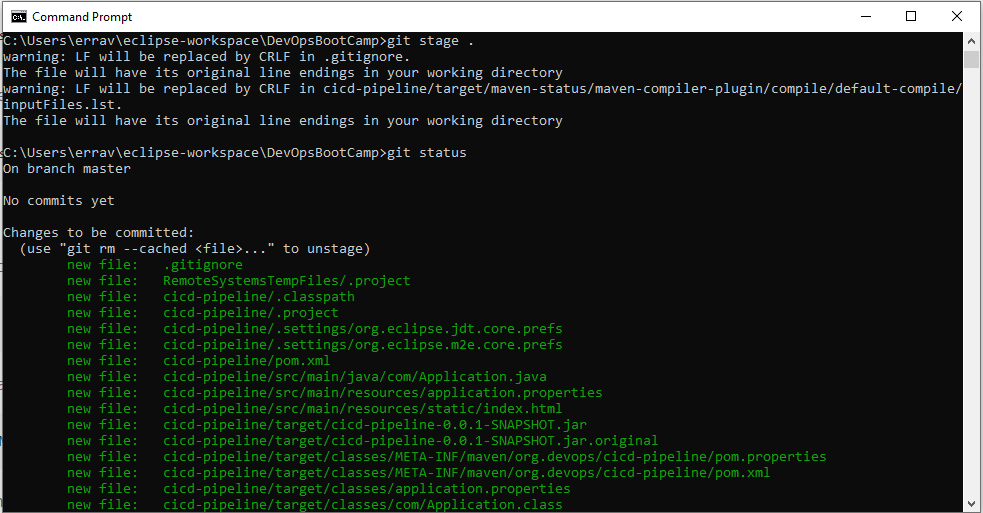 Command Prompt
C:\Users\errav\eclipse-workspace\DevOpsBootCamp>git stage .
warning: LF will be replaced by CRLF in .gitignore.
The file will have its original line endings in your working directory
warning: LF will be replaced by CRLF in cicd-pipeline/target/maven-status/maven-compiler-plugin/compile/default-compile/
inputFiles.lst.
The file will have its original line endings in your working directory
C:\Users\errav\eclipse-workspace\DevOpsBootCamp>git status
On branch master
No commits yet
Changes to be committed:
  (use "git rm --cached <file>..." to unstage)
        new file:   .gitignore
        new file:   RemoteSystemsTempFiles/.project
        new file:   cicd-pipeline/.classpath
        new file:   cicd-pipeline/.project
        new file:   cicd-pipeline/.settings/org.eclipse.jdt.core.prefs
        new file:   cicd-pipeline/.settings/org.eclipse.m2e.core.prefs
        new file:   cicd-pipeline/pom.xml
        new file:   cicd-pipeline/src/main/java/com/Application.java
        new file:   cicd-pipeline/src/main/resources/application.properties
        new file:   cicd-pipeline/src/main/resources/static/index.html
        new file:   cicd-pipeline/target/cicd-pipeline-0.0.1-SNAPSHOT.jar
        new file:   cicd-pipeline/target/cicd-pipeline-0.0.1-SNAPSHOT.jar.original
        new file:   cicd-pipeline/target/classes/META-INF/maven/org.devops/cicd-pipeline/pom.properties
        new file:   cicd-pipeline/target/classes/META-INF/maven/org.devops/cicd-pipeline/pom.xml
        new file:   cicd-pipeline/target/classes/application.properties
        new file:   cicd-pipeline/target/classes/com/Application.class